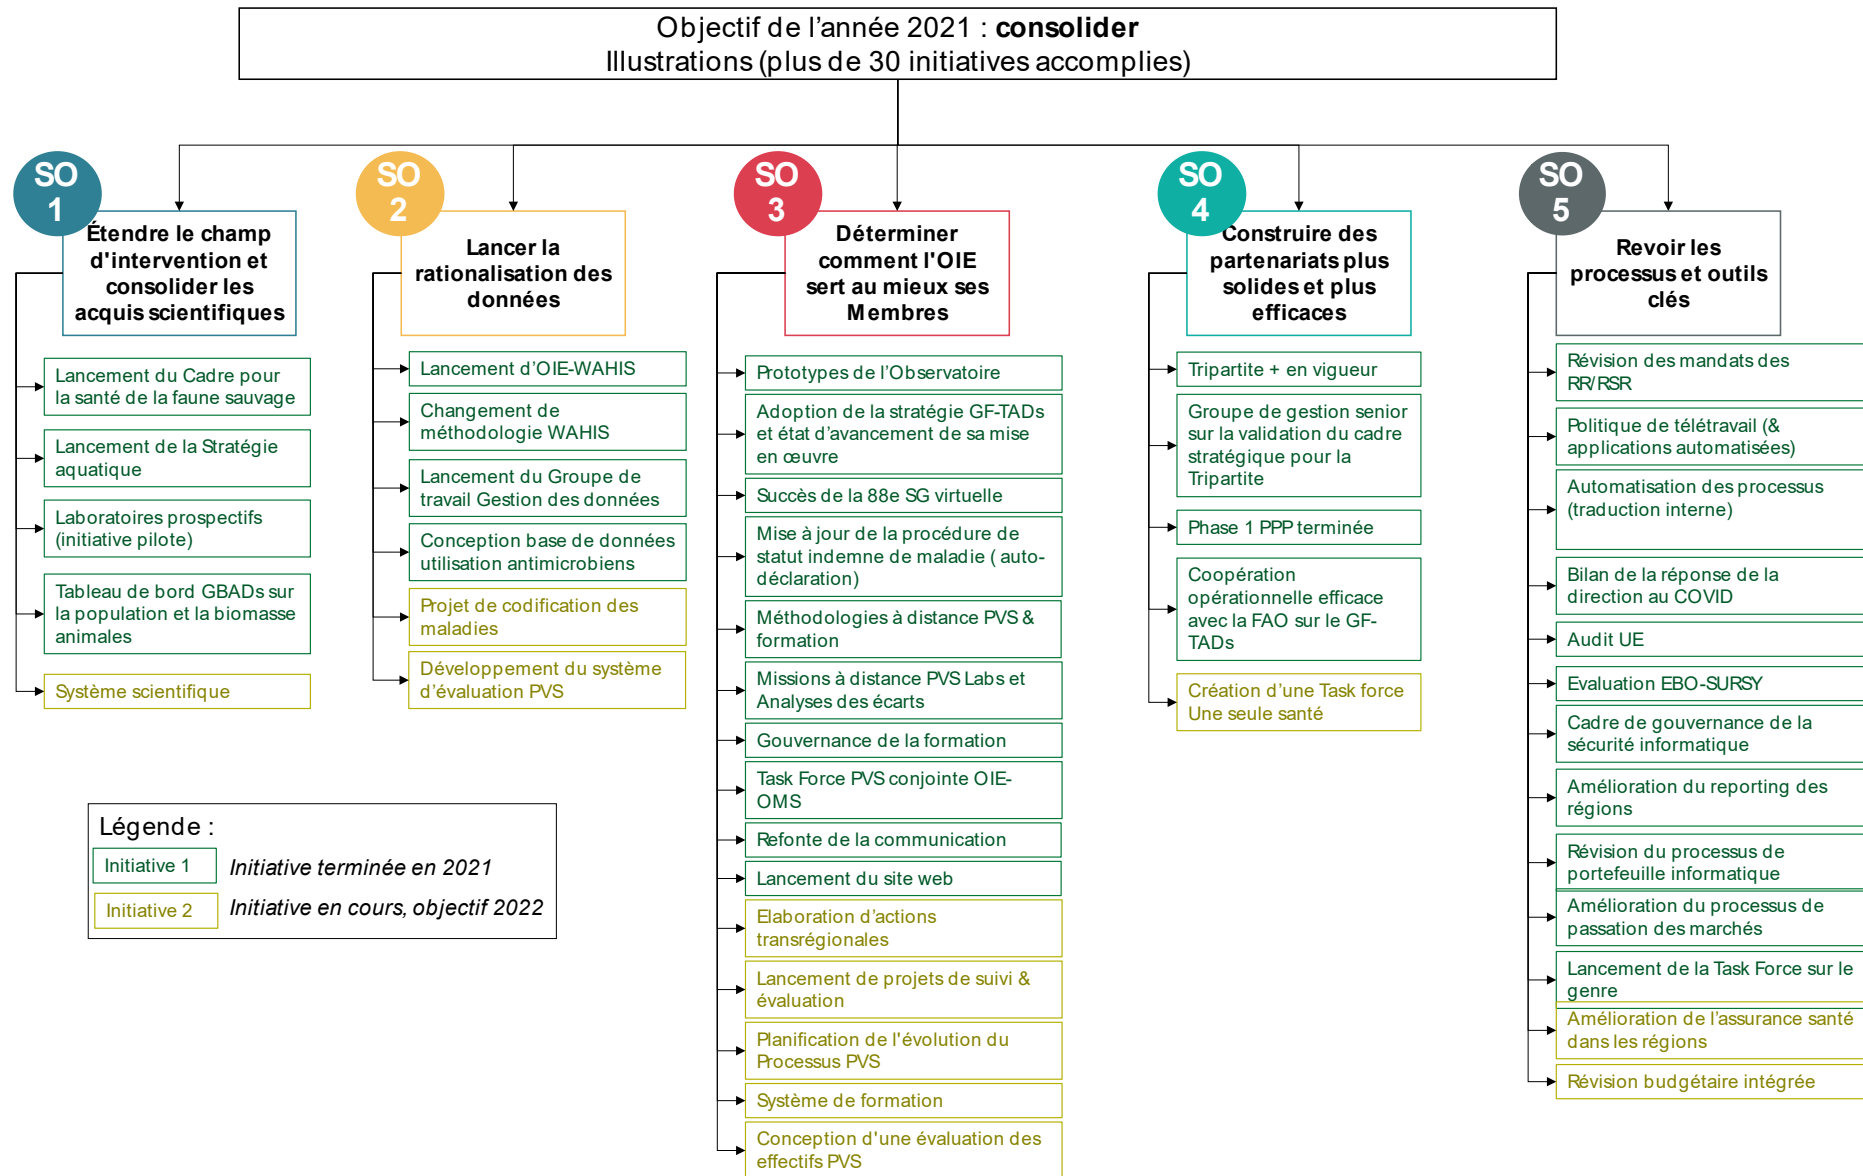 Objectif de l'année 2021 : consolider
Illustrations (plus de 30 initiatives accomplies)
SO
1
Étendre le champ
d'intervention et
consolider les
acquis scientifiques
Lancement du Cadre pour
la santé de la faune sauvage
Lancement de la Stratégie
aquatique
Laboratoires prospectifs
(initiative pilote)
Tableau de bord GBADs sur
la population et la biomasse
animales
Système scientifique
SO
2
Lancer la
rationalisation des
données
Lancement d'OIE-WAHIS
Changement de
méthodologie WAHIS
Lancement du Groupe de
travail Gestion des données
Conception base de données
utilisation antimicrobiens
Projet de codification des
maladies
Développement du système
d'évaluation PVS
SO
3
Déterminer
comment l'OIE
sert au mieux ses
Membres
Prototypes de l'Observatoire
Adoption de la stratégie GF-TADs
et état d'avancement de sa mise
en œuvre
Succès de la 88e SG virtuelle
Mise à jour de la procédure de
statut indemne de maladie ( auto-
déclaration)
Méthodologies à distance PVS &
formation
Missions à distance PVS Labs et
Analyses des écarts
Gouvernance de la formation
Task Force PVS conjointe OIE-
OMS
Refonte de la communication
Lancement du site web
Elaboration d'actions
transrégionales
Lancement de projets de suivi &
évaluation
Planification de l'évolution du
Processus PVS
Système de formation
Conception d'une évaluation des
effectifs PVS
SO
4
Construire des
partenariats plus
solides et plus
efficaces
Tripartite + en vigueur
Groupe de gestion senior
sur la validation du cadre
stratégique pour la
Tripartite
Phase 1 PPP terminée
Coopération
opérationnelle efficace
avec la FAO sur le GF-
TADs
Création d'une Task force
Une seule santé
SO
5
Revoir les
processus et outils
clés
Révision des mandats des
RR/RSR
Politique de télétravail (&
applications automatisées)
Automatisation des processus
(traduction interne)
Bilan de la réponse de la
direction au COVID
Audit UE
Evaluation EBO-SURSY
Cadre de gouvernance de la
sécurité informatique
Amélioration du reporting des
régions
Révision du processus de
portefeuille informatique
Amélioration du processus de
passation des marchés
Lancement de la Task Force sur le
genre
Amélioration de l'assurance santé
dans les régions
Révision budgétaire intégrée
Légende :
Initiative 1
Initiative terminée en 2021
Initiative 2
Initiative en cours, objectif 2022